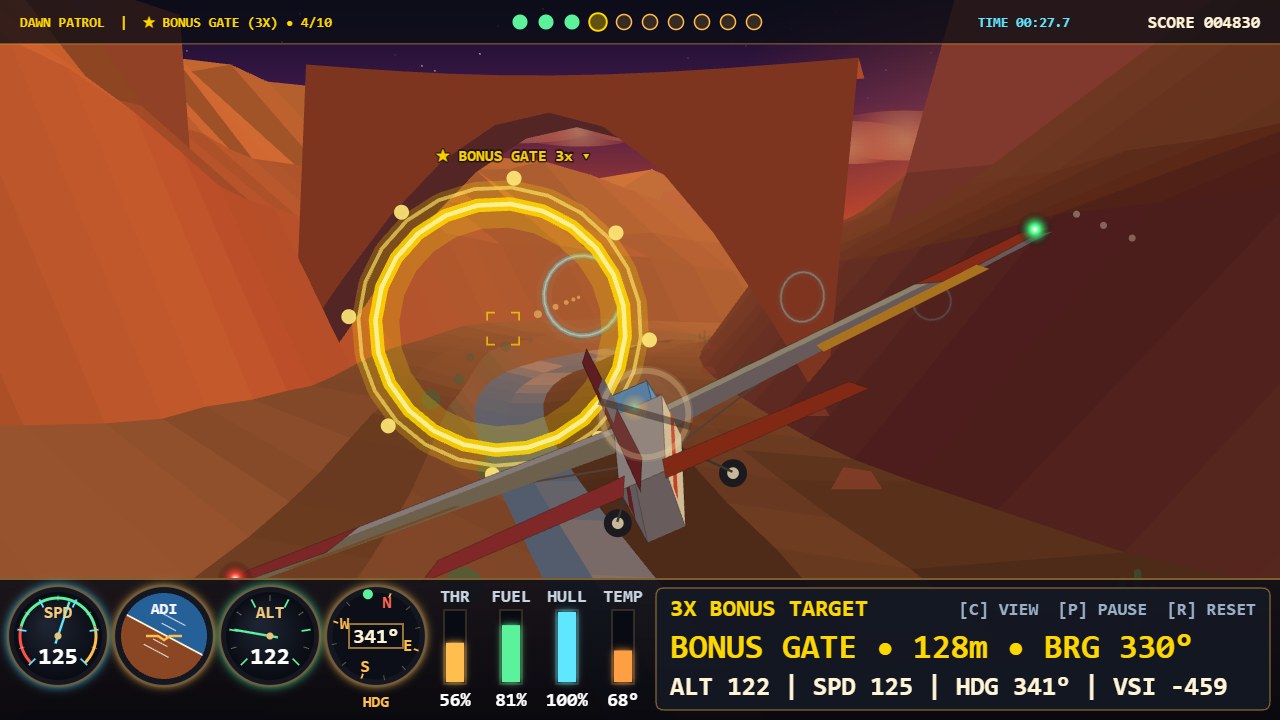 DAWN PATROL | ★ BONUS GATE (3X) • 4/10
TIME 00:27.7
SCORE 004830
★ BONUS GATE 3x ▾
SPD
125
ADI
ALT
122
N
W
E
S
341°
HDG
THR FUEL HULL TEMP
56% 81% 100% 68°
3X BONUS TARGET
[C] VIEW [P] PAUSE [R] RESET
BONUS GATE • 128m • BRG 330°
ALT 122 | SPD 125 | HDG 341° | VSI -459